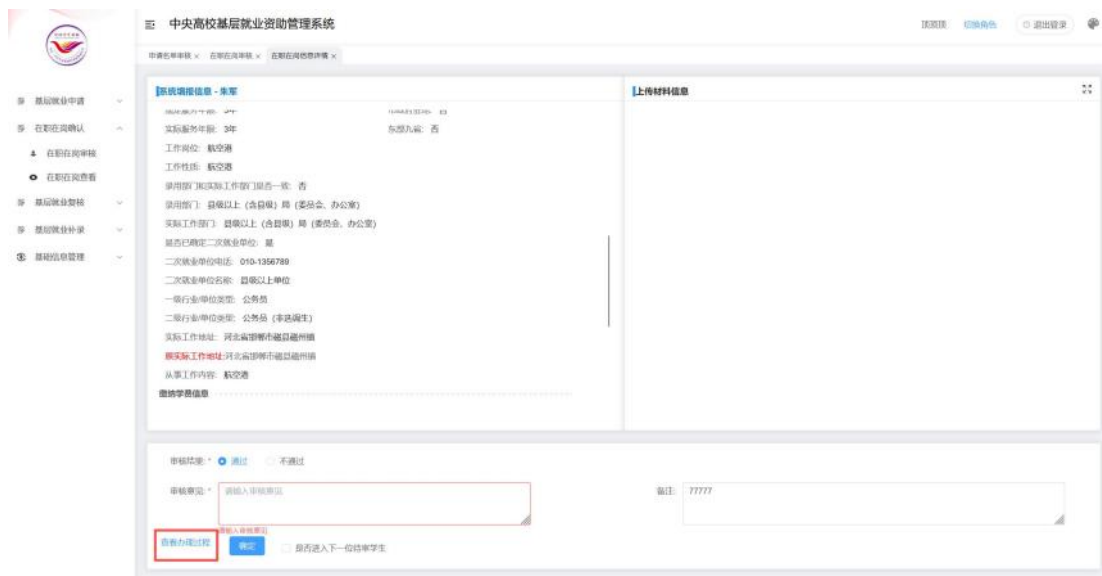 中央高校基层就业资助管理系统
顶顶顶 切换角色 退出登录
申请名单审核 × 在职在岗审核 × 在职在岗信息详情 ×
基层就业申请
在职在岗确认
在职在岗审核
在职在岗查看
基层就业复核
基层就业补录
基础信息管理
系统填报信息 - 朱军
上传材料信息
实际服务年限: 3年 东部九省: 否
工作岗位: 航空港
工作性质: 航空港
录用部门和实际工作部门是否一致: 否
录用部门: 县级以上 (含县级) 局 (委员会、办公室)
实际工作部门: 县级以上 (含县级) 局 (委员会、办公室)
是否已确定二次就业单位: 是
二次就业单位电话: 010-1356789
二次就业单位名称: 县级以上单位
一级行业/单位类型: 公务员
二级行业/单位类型: 公务员 (非选调生)
实际工作地址: 河北省邯郸市磁县磁州镇
原实际工作地址:河北省邯郸市磁县磁州镇
从事工作内容: 航空港
缴纳学费信息
审核结果: * 通过 不通过
审核意见: * 请输入审核意见
备注: 77777
请输入审核意见
查看办理过程 确定 是否进入下一位待审学生